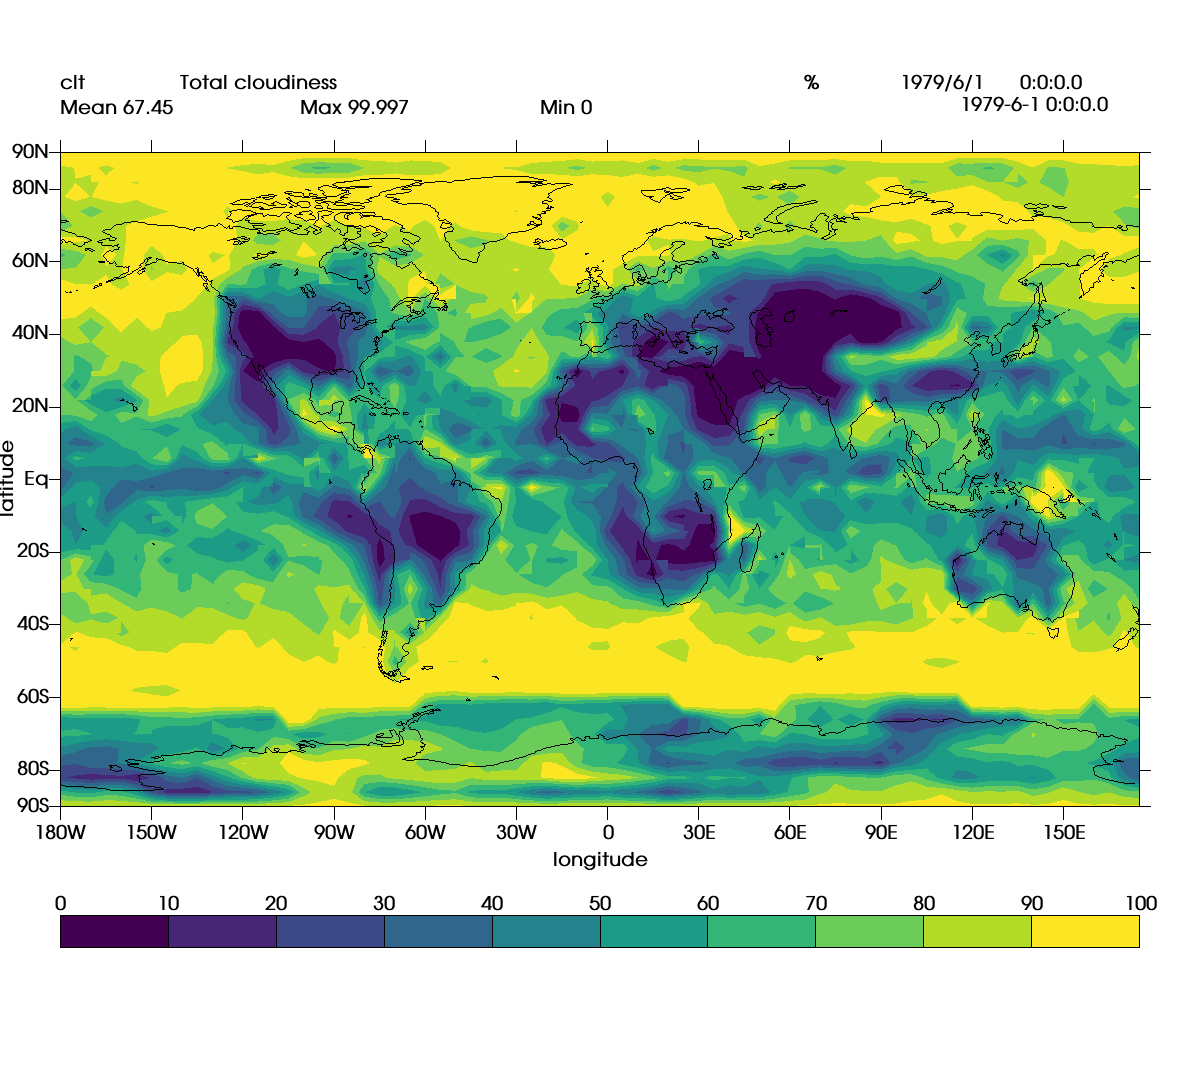 clt Total cloudiness % 1979/6/1 0:0:0.0
Mean 67.45 Max 99.997 Min 0 1979-6-1 0:0:0.0
90N
80N
60N
40N
20N
Eq
20S
40S
60S
80S
90S
latitude
180W 150W 120W 90W 60W 30W 0 30E 60E 90E 120E 150E
longitude
0 10 20 30 40 50 60 70 80 90 100